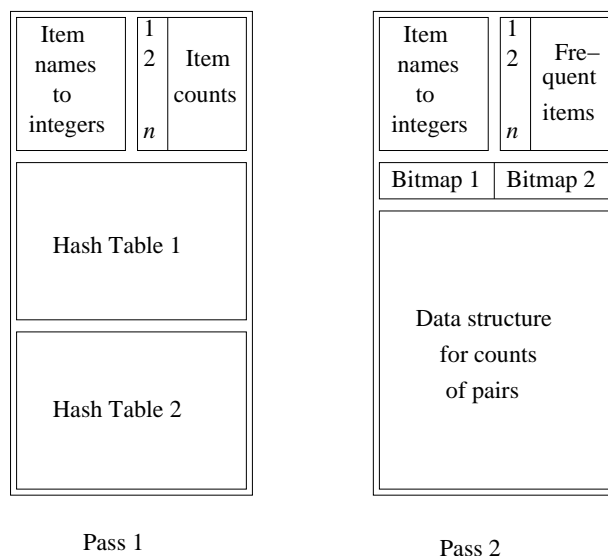 Item
names
to
integers
1
2
n
Item
counts
Hash Table 1
Hash Table 2
Pass 1
Item
names
to
integers
1
2
n
Fre–
quent
items
Bitmap 1
Bitmap 2
Data structure
for counts
of pairs
Pass 2